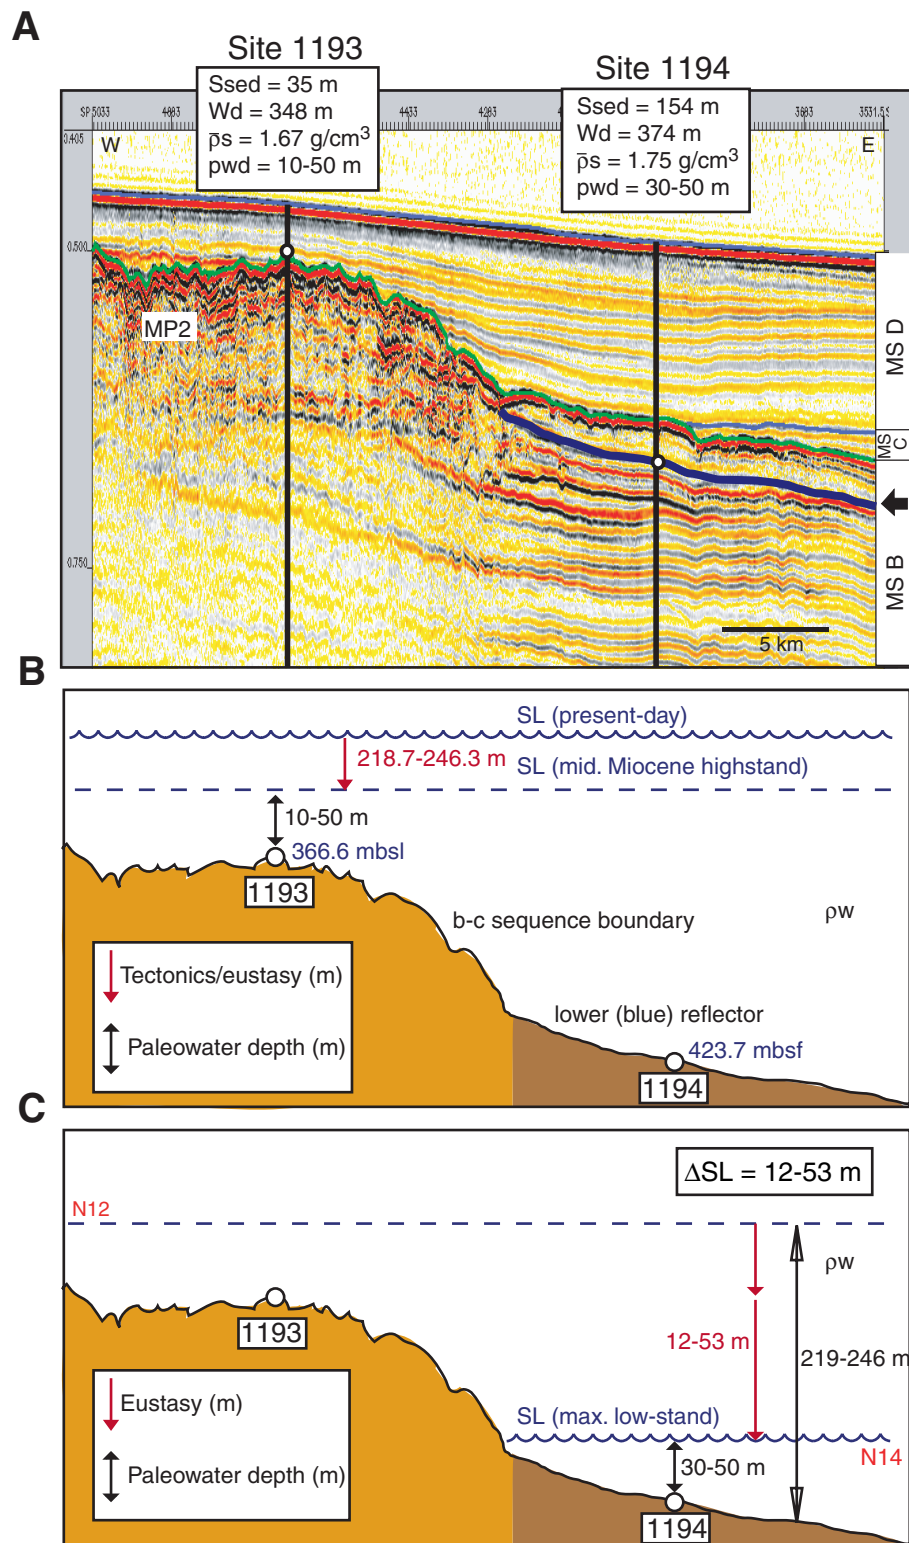 A
Site 1193
Ssed = 35 m
Wd = 348 m
p̅s = 1.67 g/cm³
pwd = 10-50 m
Site 1194
Ssed = 154 m
Wd = 374 m
p̅s = 1.75 g/cm³
pwd = 30-50 m
SP 5033
4883
4433
4283
3683
3531.5
0.405
W
E
0.500
MP2
0.750
MS D
MS C
MS B
5 km
B
SL (present-day)
218.7-246.3 m
SL (mid. Miocene highstand)
10-50 m
366.6 mbsl
1193
b-c sequence boundary
ρw
Tectonics/eustasy (m)
Paleowater depth (m)
lower (blue) reflector
423.7 mbsf
1194
C
ΔSL = 12-53 m
N12
ρw
1193
12-53 m
219-246 m
Eustasy (m)
Paleowater depth (m)
SL (max. low-stand)
N14
30-50 m
1194